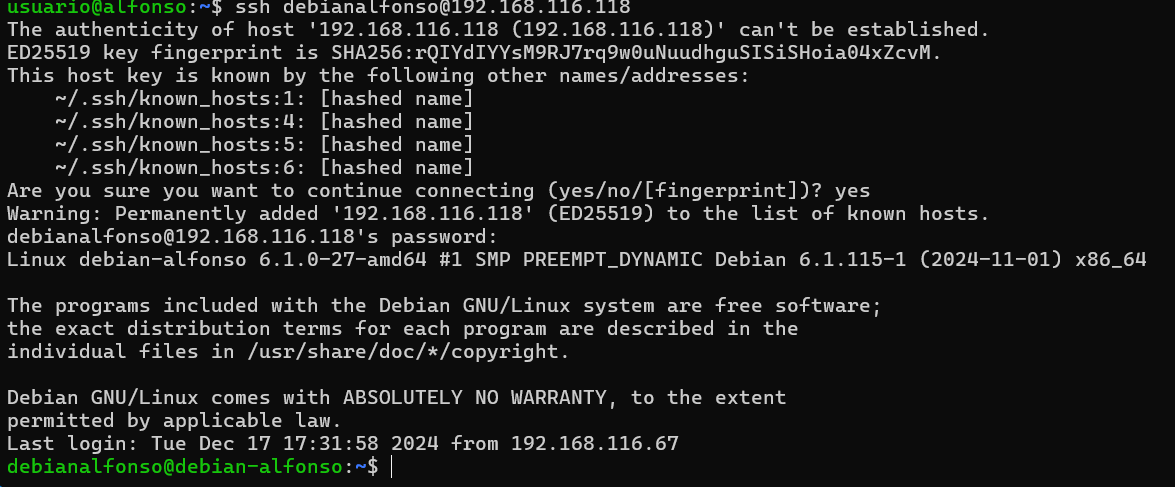 usuario@alfonso:~$ ssh debianalfonso@192.168.116.118
The authenticity of host '192.168.116.118 (192.168.116.118)' can't be established.
ED25519 key fingerprint is SHA256:rQIYdIYYsM9RJ7rq9w0uNuudhguSISiSHoia04xZcvM.
This host key is known by the following other names/addresses:
    ~/.ssh/known_hosts:1: [hashed name]
    ~/.ssh/known_hosts:4: [hashed name]
    ~/.ssh/known_hosts:5: [hashed name]
    ~/.ssh/known_hosts:6: [hashed name]
Are you sure you want to continue connecting (yes/no/[fingerprint])? yes
Warning: Permanently added '192.168.116.118' (ED25519) to the list of known hosts.
debianalfonso@192.168.116.118's password:
Linux debian-alfonso 6.1.0-27-amd64 #1 SMP PREEMPT_DYNAMIC Debian 6.1.115-1 (2024-11-01) x86_64

The programs included with the Debian GNU/Linux system are free software;
the exact distribution terms for each program are described in the
individual files in /usr/share/doc/*/copyright.

Debian GNU/Linux comes with ABSOLUTELY NO WARRANTY, to the extent
permitted by applicable law.
Last login: Tue Dec 17 17:31:58 2024 from 192.168.116.67
debianalfonso@debian-alfonso:~$